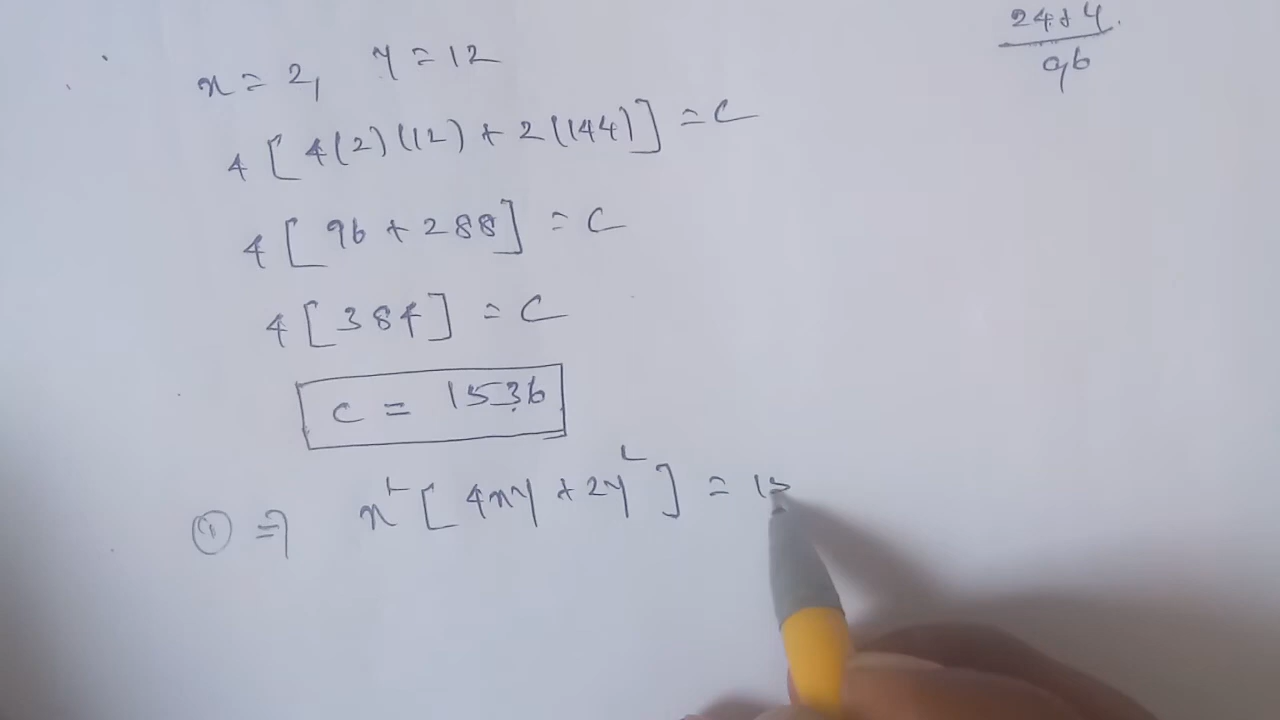 x = 2, y = 12
24 × 4
96
4 [ 4(2)(12) + 2(144) ] = C
4 [ 96 + 288 ] = C
4 [ 384 ] = C
C = 1536
① ⇒ x² [ 4xy + 2y² ] = 15